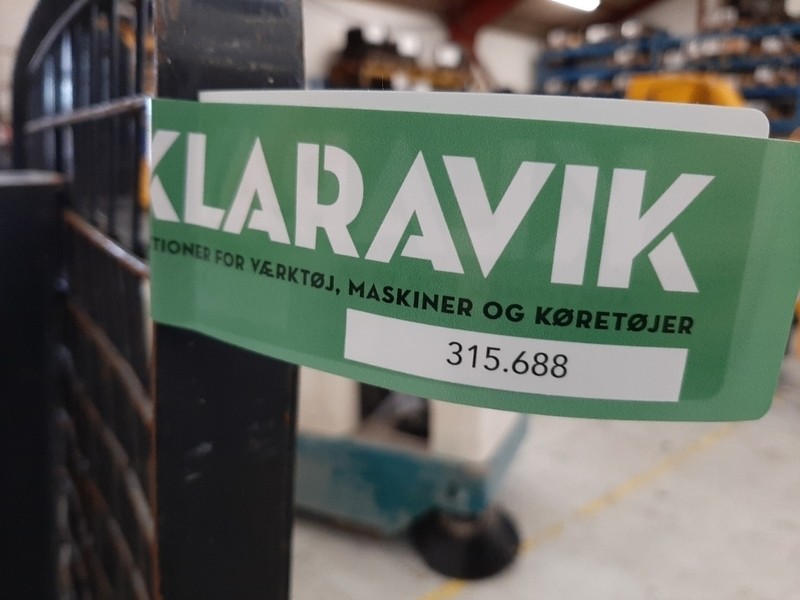 KLARAVIK
TIONER FOR VÆRKTØJ, MASKINER OG KØRETØJER
315.688